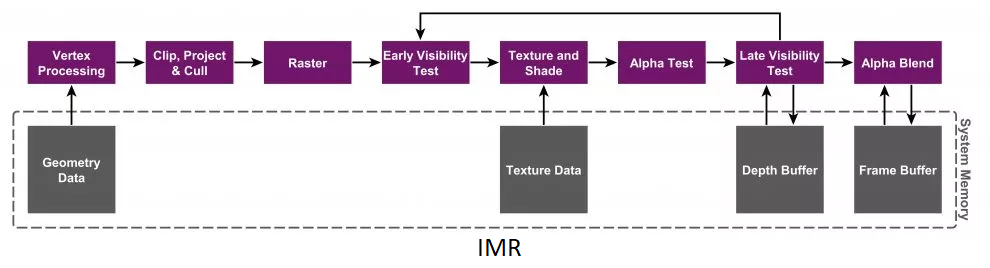 Vertex
Processing
Clip, Project
& Cull
Raster
Early Visibility
Test
Texture and
Shade
Alpha Test
Late Visibility
Test
Alpha Blend
Geometry
Data
Texture Data
Depth Buffer
Frame Buffer
System Memory
IMR